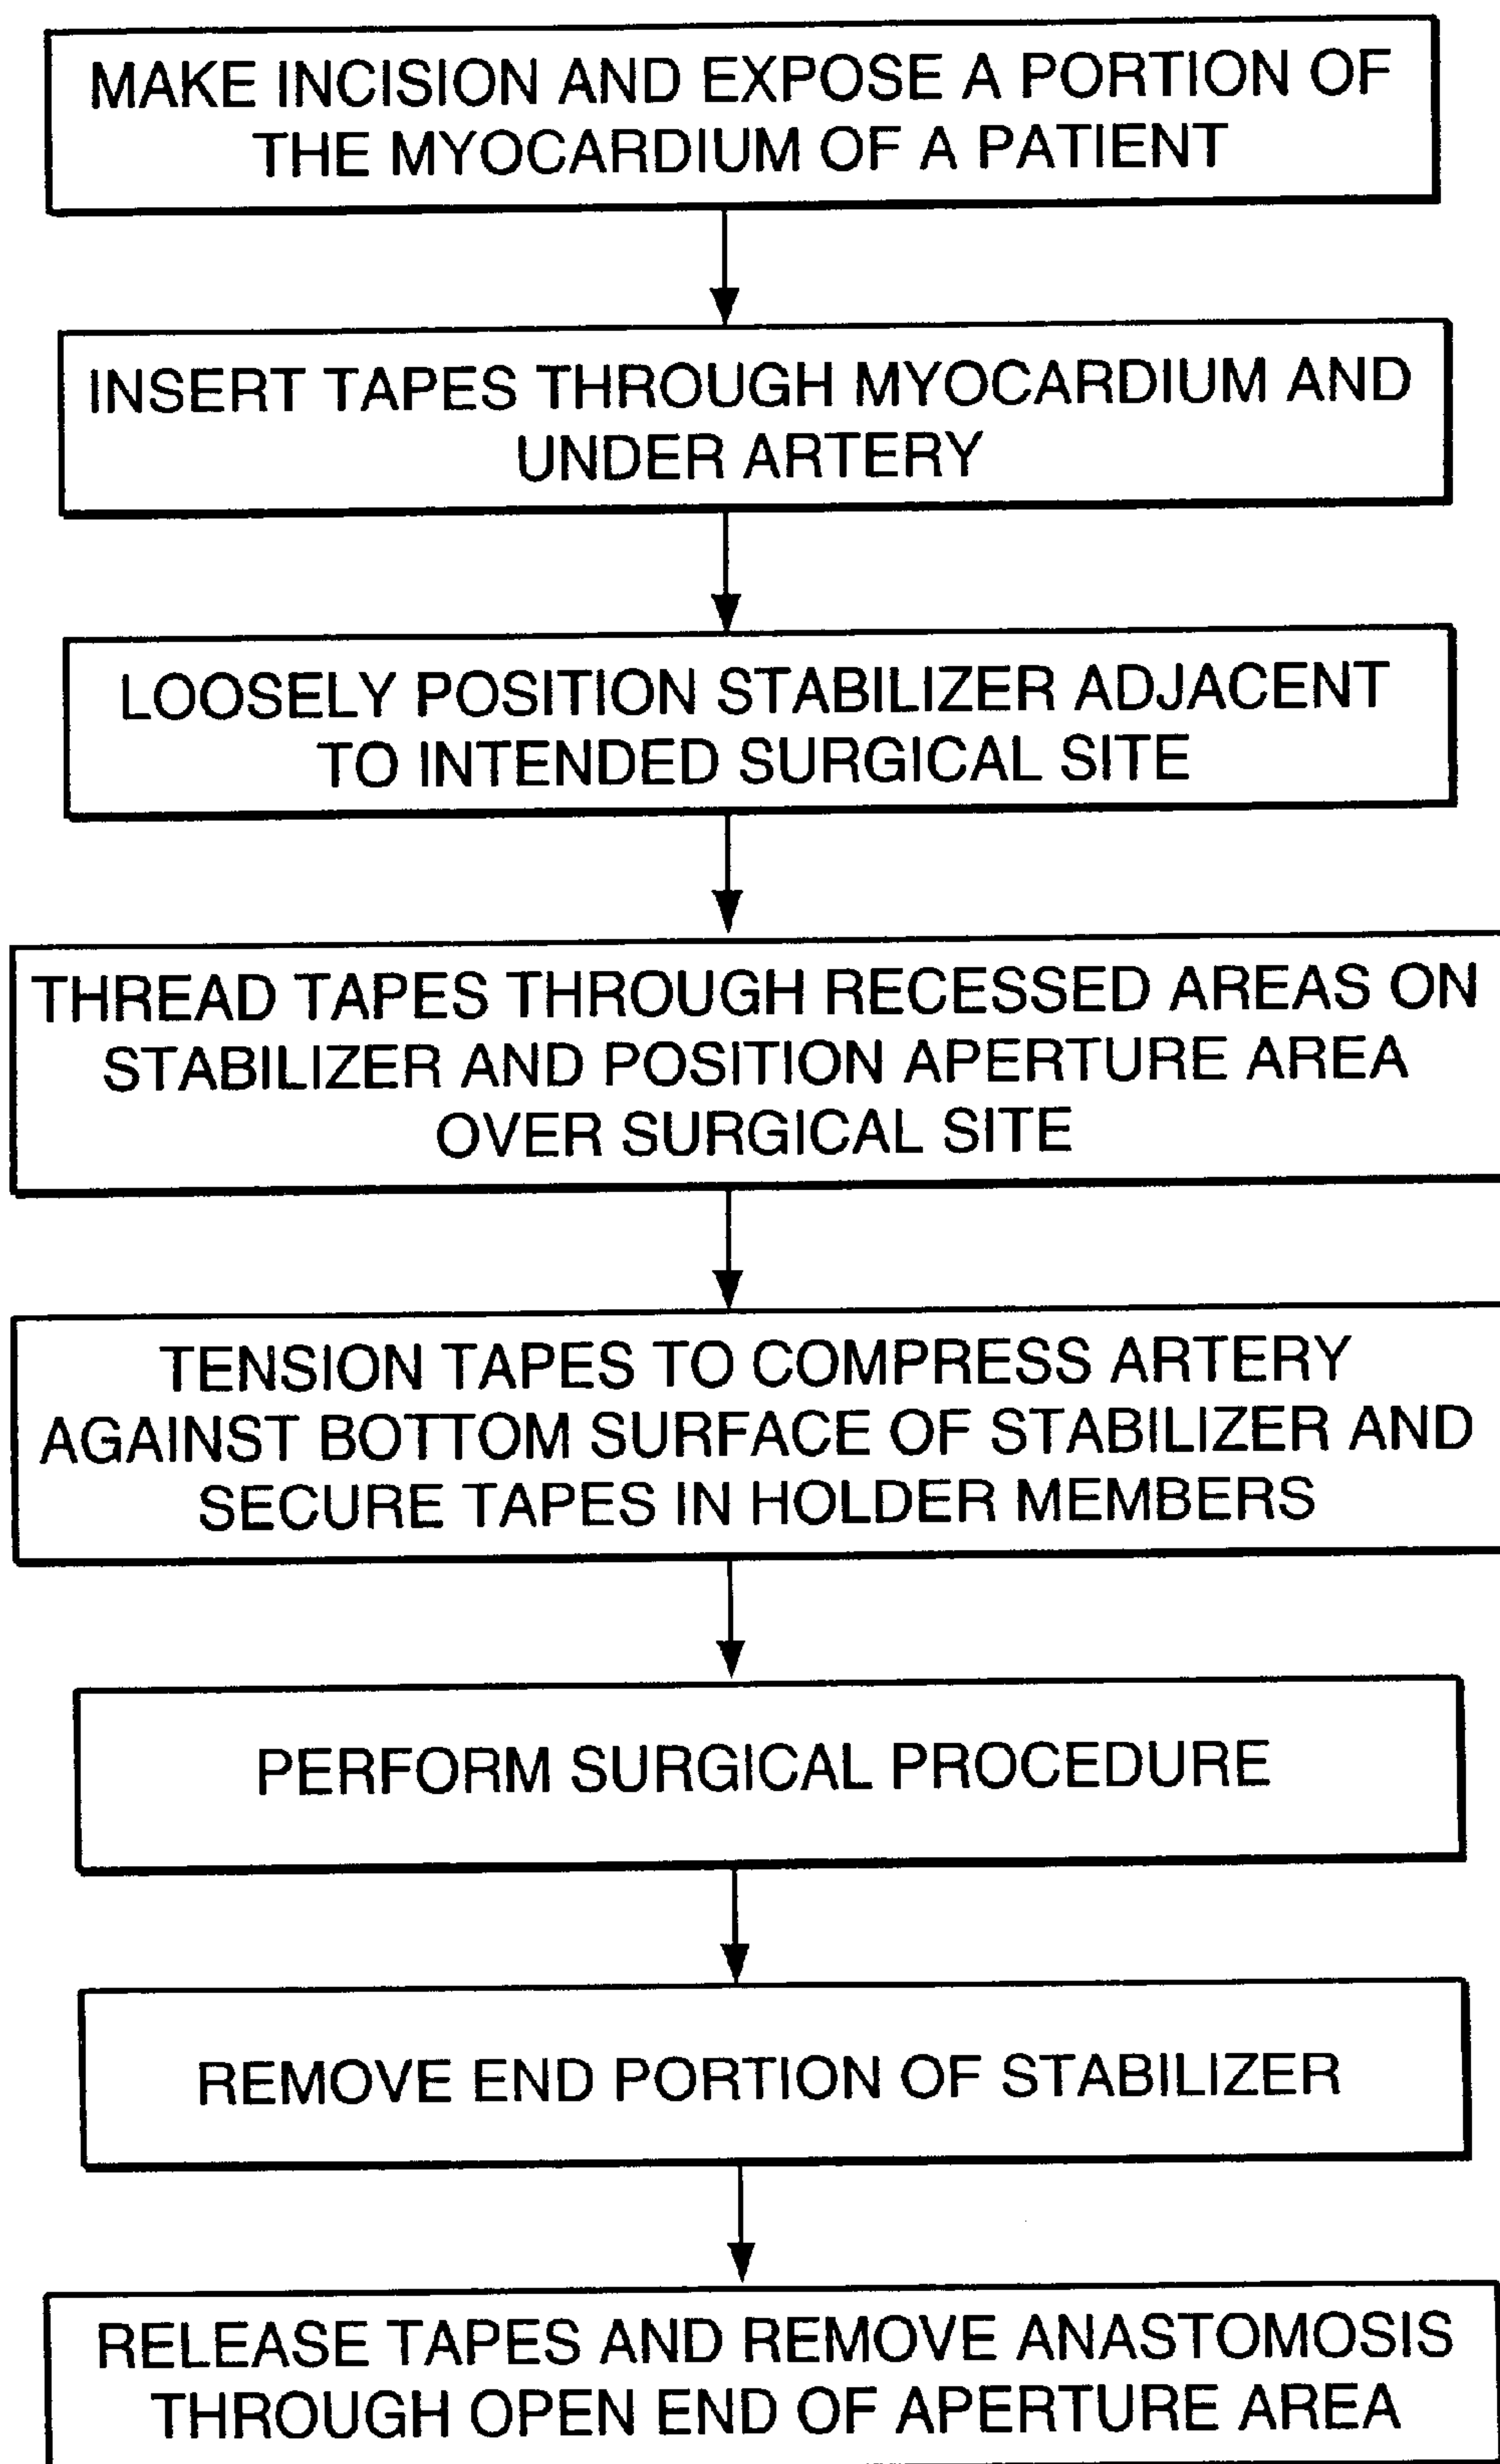 MAKE INCISION AND EXPOSE A PORTION OF
THE MYOCARDIUM OF A PATIENT
INSERT TAPES THROUGH MYOCARDIUM AND
UNDER ARTERY
LOOSELY POSITION STABILIZER ADJACENT
TO INTENDED SURGICAL SITE
THREAD TAPES THROUGH RECESSED AREAS ON
STABILIZER AND POSITION APERTURE AREA
OVER SURGICAL SITE
TENSION TAPES TO COMPRESS ARTERY
AGAINST BOTTOM SURFACE OF STABILIZER AND
SECURE TAPES IN HOLDER MEMBERS
PERFORM SURGICAL PROCEDURE
REMOVE END PORTION OF STABILIZER
RELEASE TAPES AND REMOVE ANASTOMOSIS
THROUGH OPEN END OF APERTURE AREA